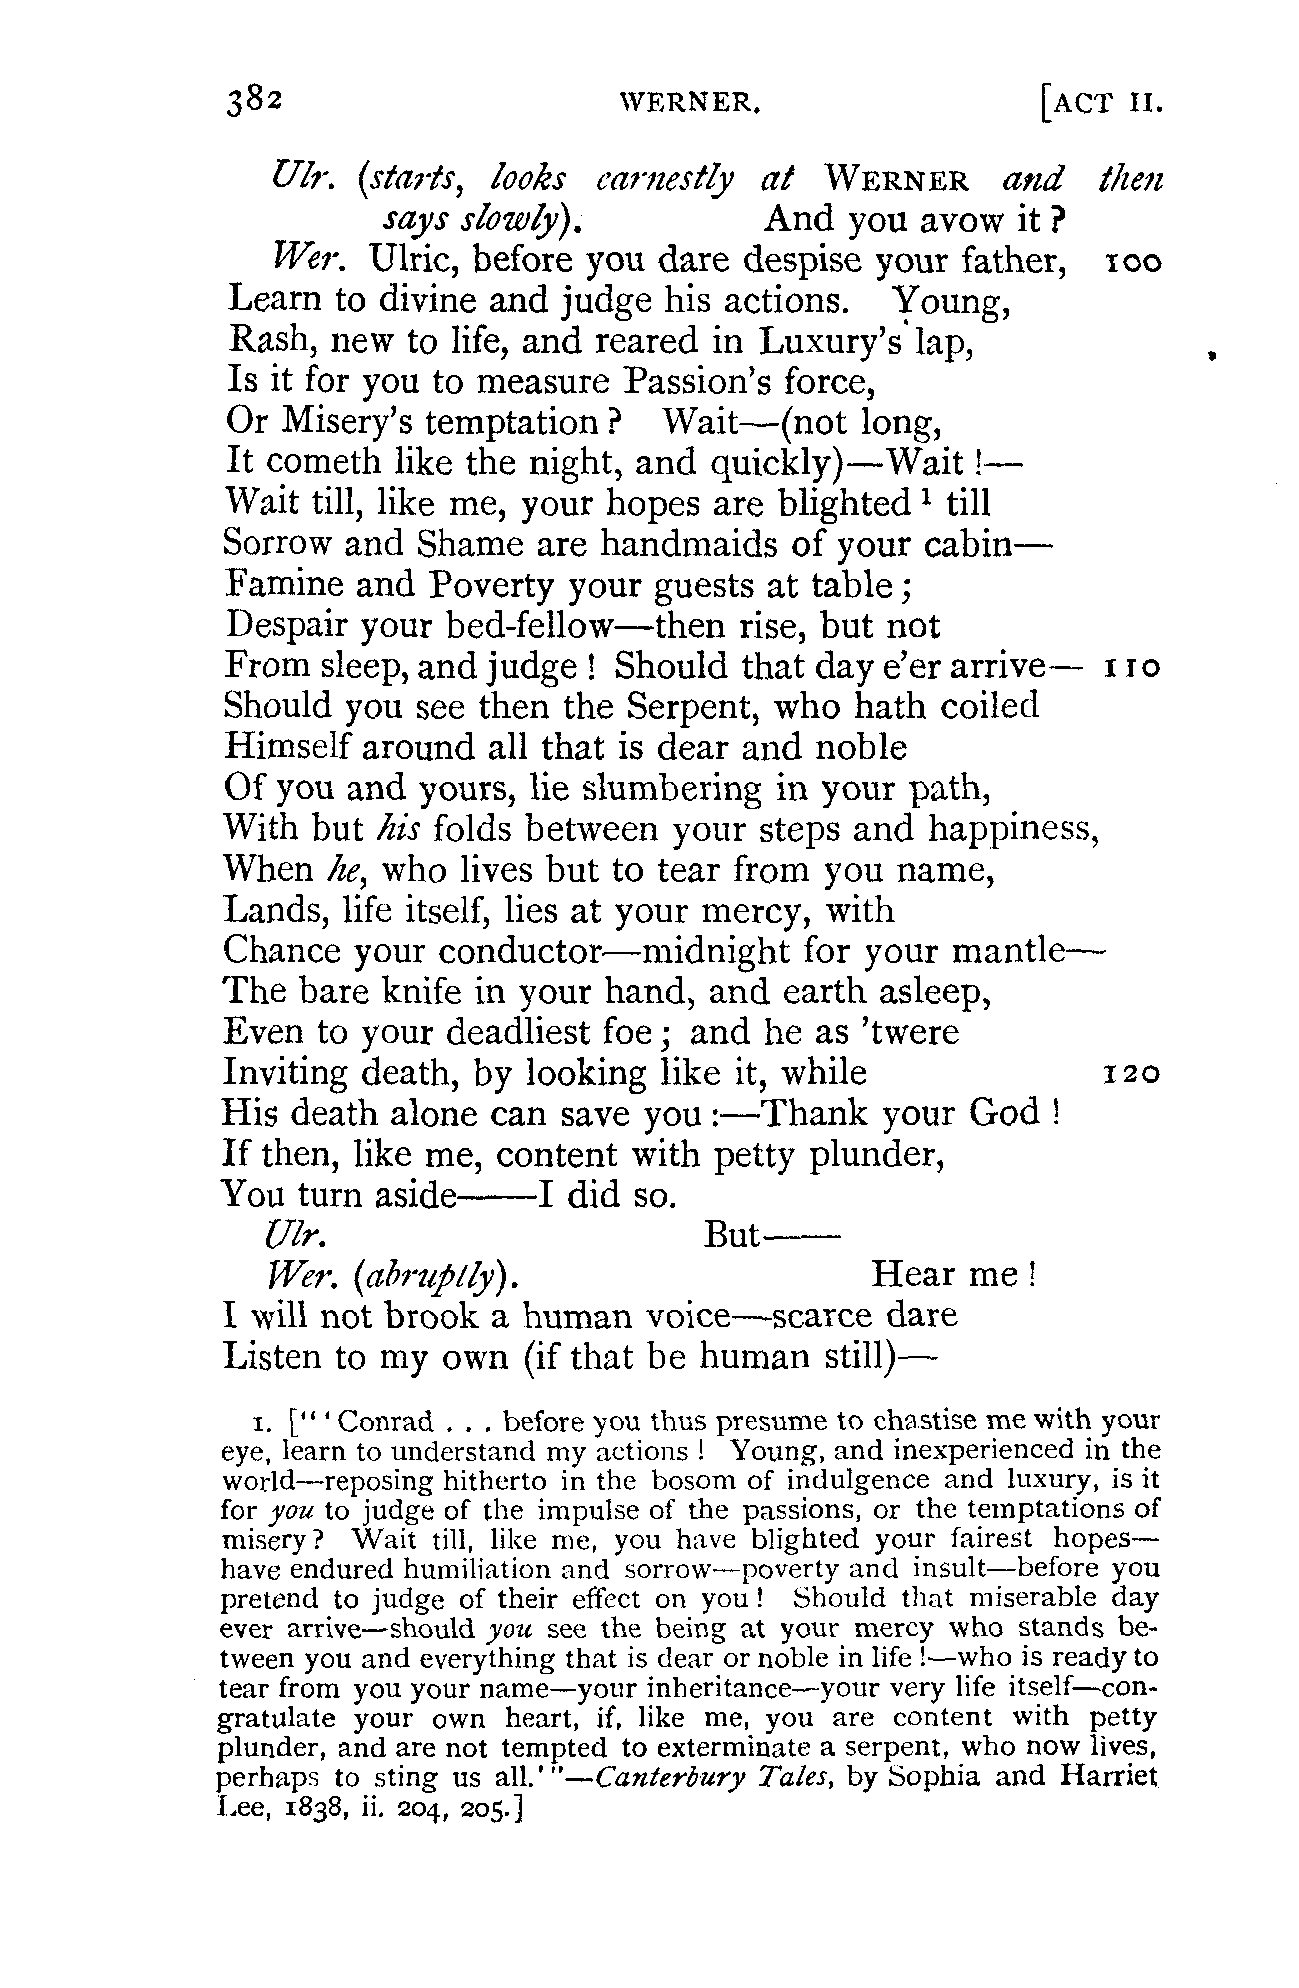 382 WERNER. [ACT II.
Ulr. (starts, looks earnestly at WERNER and then
says slowly). And you avow it?
Wer. Ulric, before you dare despise your father, 100
Learn to divine and judge his actions. Young,
Rash, new to life, and reared in Luxury's lap,
Is it for you to measure Passion's force,
Or Misery's temptation? Wait—(not long,
It cometh like the night, and quickly)—Wait!—
Wait till, like me, your hopes are blighted ¹ till
Sorrow and Shame are handmaids of your cabin—
Famine and Poverty your guests at table;
Despair your bed-fellow—then rise, but not
From sleep, and judge! Should that day e'er arrive— 110
Should you see then the Serpent, who hath coiled
Himself around all that is dear and noble
Of you and yours, lie slumbering in your path,
With but his folds between your steps and happiness,
When he, who lives but to tear from you name,
Lands, life itself, lies at your mercy, with
Chance your conductor—midnight for your mantle—
The bare knife in your hand, and earth asleep,
Even to your deadliest foe; and he as 'twere
Inviting death, by looking like it, while 120
His death alone can save you:—Thank your God!
If then, like me, content with petty plunder,
You turn aside——I did so.
Ulr. But——
Wer. (abruptly). Hear me!
I will not brook a human voice—scarce dare
Listen to my own (if that be human still)—
1. ["'Conrad . . . before you thus presume to chastise me with your
eye, learn to understand my actions! Young, and inexperienced in the
world—reposing hitherto in the bosom of indulgence and luxury, is it
for you to judge of the impulse of the passions, or the temptations of
misery? Wait till, like me, you have blighted your fairest hopes—
have endured humiliation and sorrow—poverty and insult—before you
pretend to judge of their effect on you! Should that miserable day
ever arrive—should you see the being at your mercy who stands be-
tween you and everything that is dear or noble in life!—who is ready to
tear from you your name—your inheritance—your very life itself—con-
gratulate your own heart, if, like me, you are content with petty
plunder, and are not tempted to exterminate a serpent, who now lives,
perhaps to sting us all.'"—Canterbury Tales, by Sophia and Harriet
Lee, 1838, ii. 204, 205.]